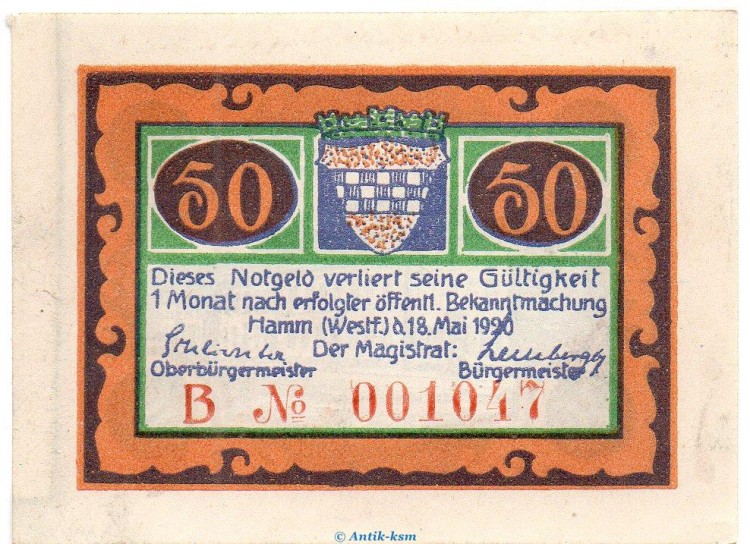 50 50
Dieses Notgeld verliert seine Gültigkeit
1 Monat nach erfolgter öffentl. Bekanntmachung
Hamm (Westf.) d. 18. Mai 1920
Der Magistrat:
Oberbürgermeister Bürgermeister
B No 001047
© Antik-ksm